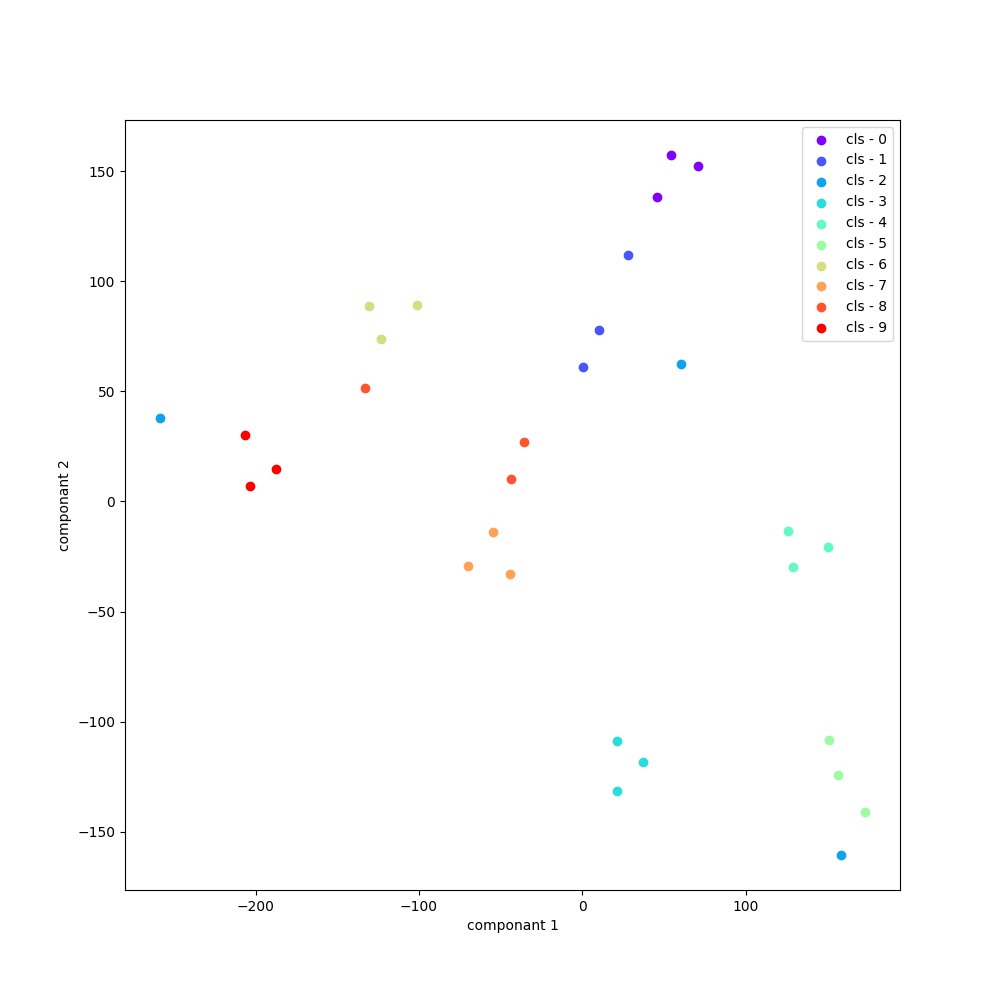 cls - 0
cls - 1
cls - 2
cls - 3
cls - 4
cls - 5
cls - 6
cls - 7
cls - 8
cls - 9
150
100
50
0
−50
−100
−150
componant 2
−200
−100
0
100
componant 1